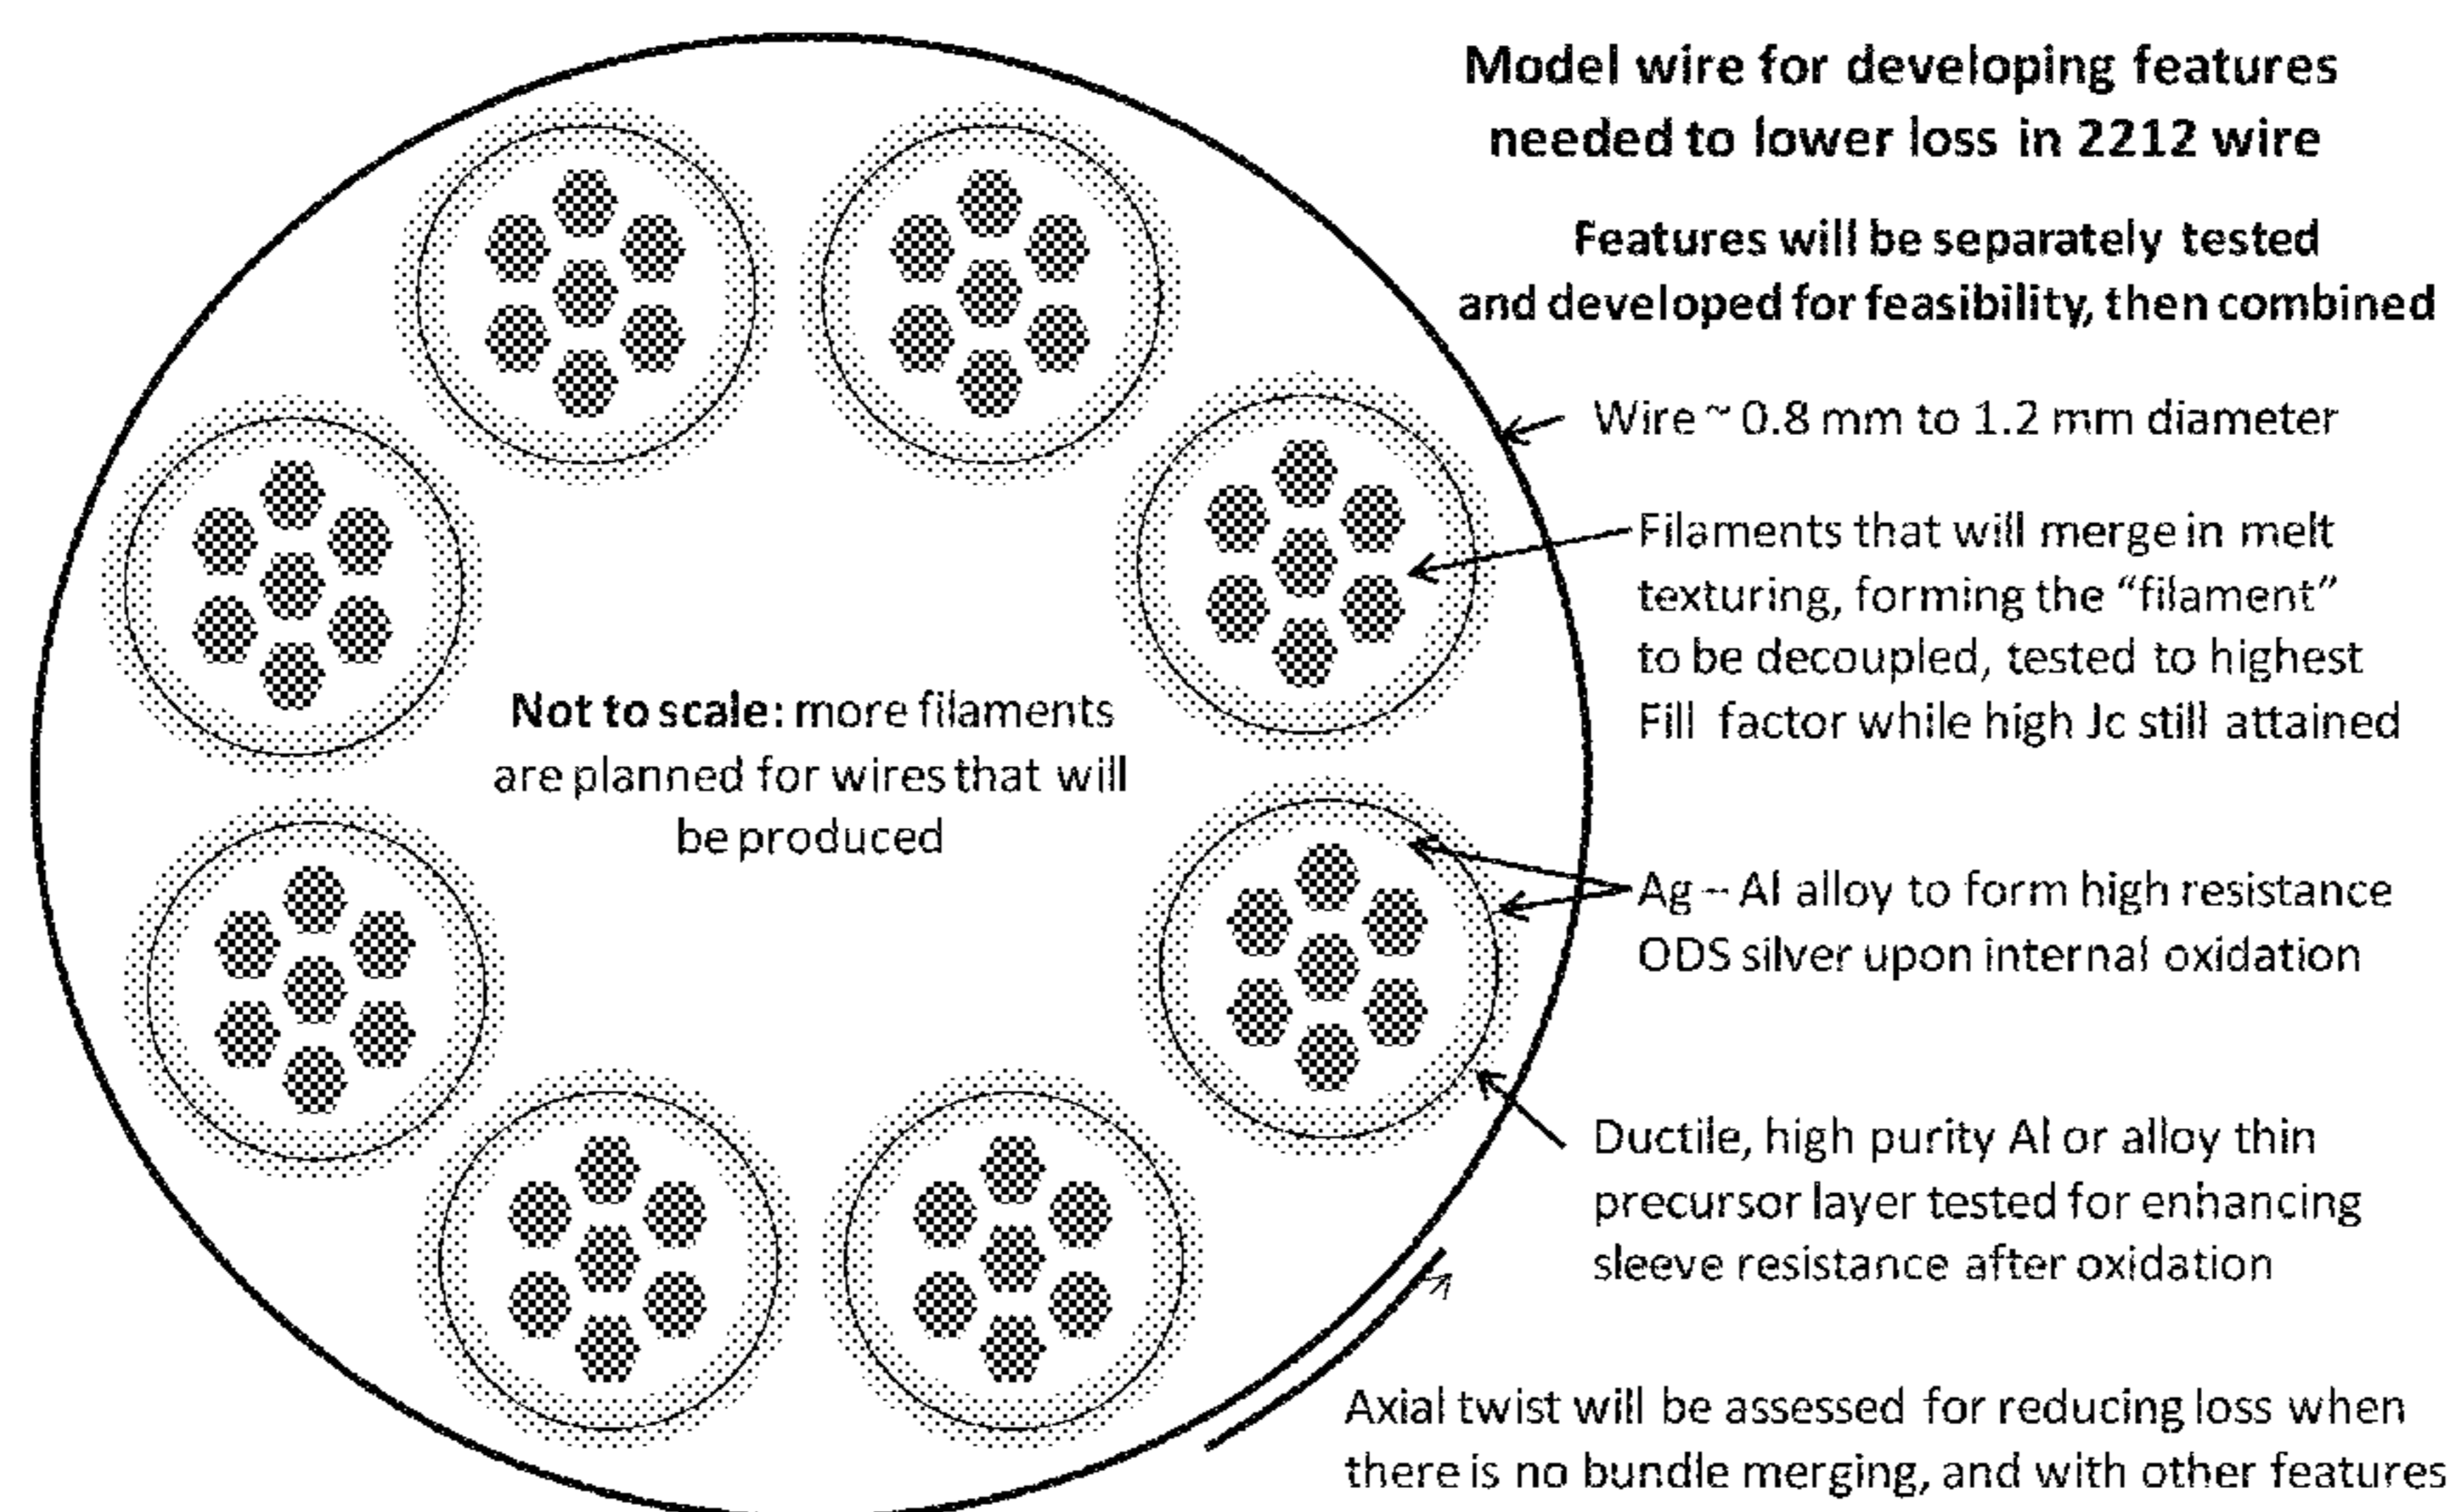 Model wire for developing features
needed to lower loss in 2212 wire
Features will be separately tested
and developed for feasibility, then combined
Wire ~ 0.8 mm to 1.2 mm diameter
Filaments that will merge in melt
texturing, forming the “filament”
to be decoupled, tested to highest
Fill factor while high Jc still attained
Not to scale: more filaments
are planned for wires that will
be produced
Ag -- Al alloy to form high resistance
ODS silver upon internal oxidation
Ductile, high purity Al or alloy thin
precursor layer tested for enhancing
sleeve resistance after oxidation
Axial twist will be assessed for reducing loss when
there is no bundle merging, and with other features